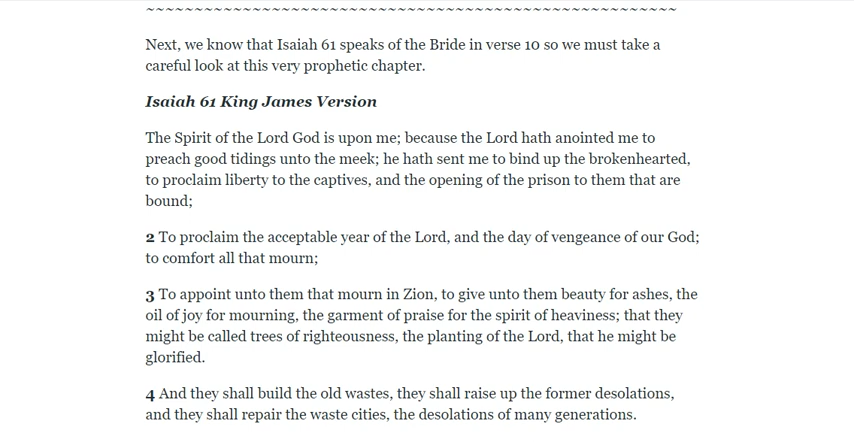 ~~~~~~~~~~~~~~~~~~~~~~~~~~~~~~~~~~~~~~~~~~~~~~~~~~~~~~
Next, we know that Isaiah 61 speaks of the Bride in verse 10 so we must take a
careful look at this very prophetic chapter.
Isaiah 61 King James Version
The Spirit of the Lord God is upon me; because the Lord hath anointed me to
preach good tidings unto the meek; he hath sent me to bind up the brokenhearted,
to proclaim liberty to the captives, and the opening of the prison to them that are
bound;
2 To proclaim the acceptable year of the Lord, and the day of vengeance of our God;
to comfort all that mourn;
3 To appoint unto them that mourn in Zion, to give unto them beauty for ashes, the
oil of joy for mourning, the garment of praise for the spirit of heaviness; that they
might be called trees of righteousness, the planting of the Lord, that he might be
glorified.
4 And they shall build the old wastes, they shall raise up the former desolations,
and they shall repair the waste cities, the desolations of many generations.